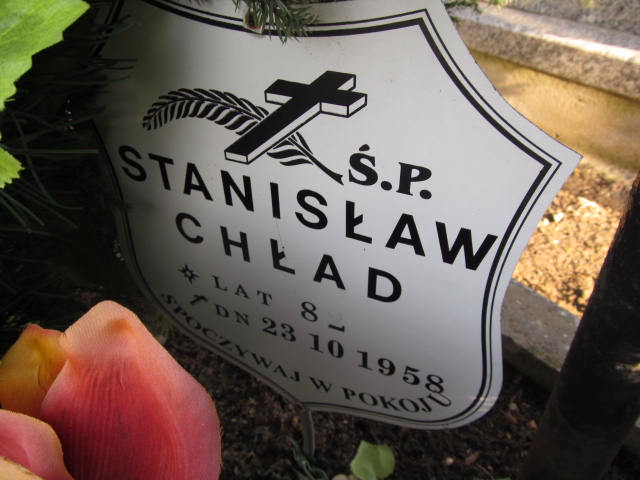 Ś.P.
STANISŁAW
CHŁAD
LAT
DN 23 10 1958
SPOCZYWAJ W POKOJU